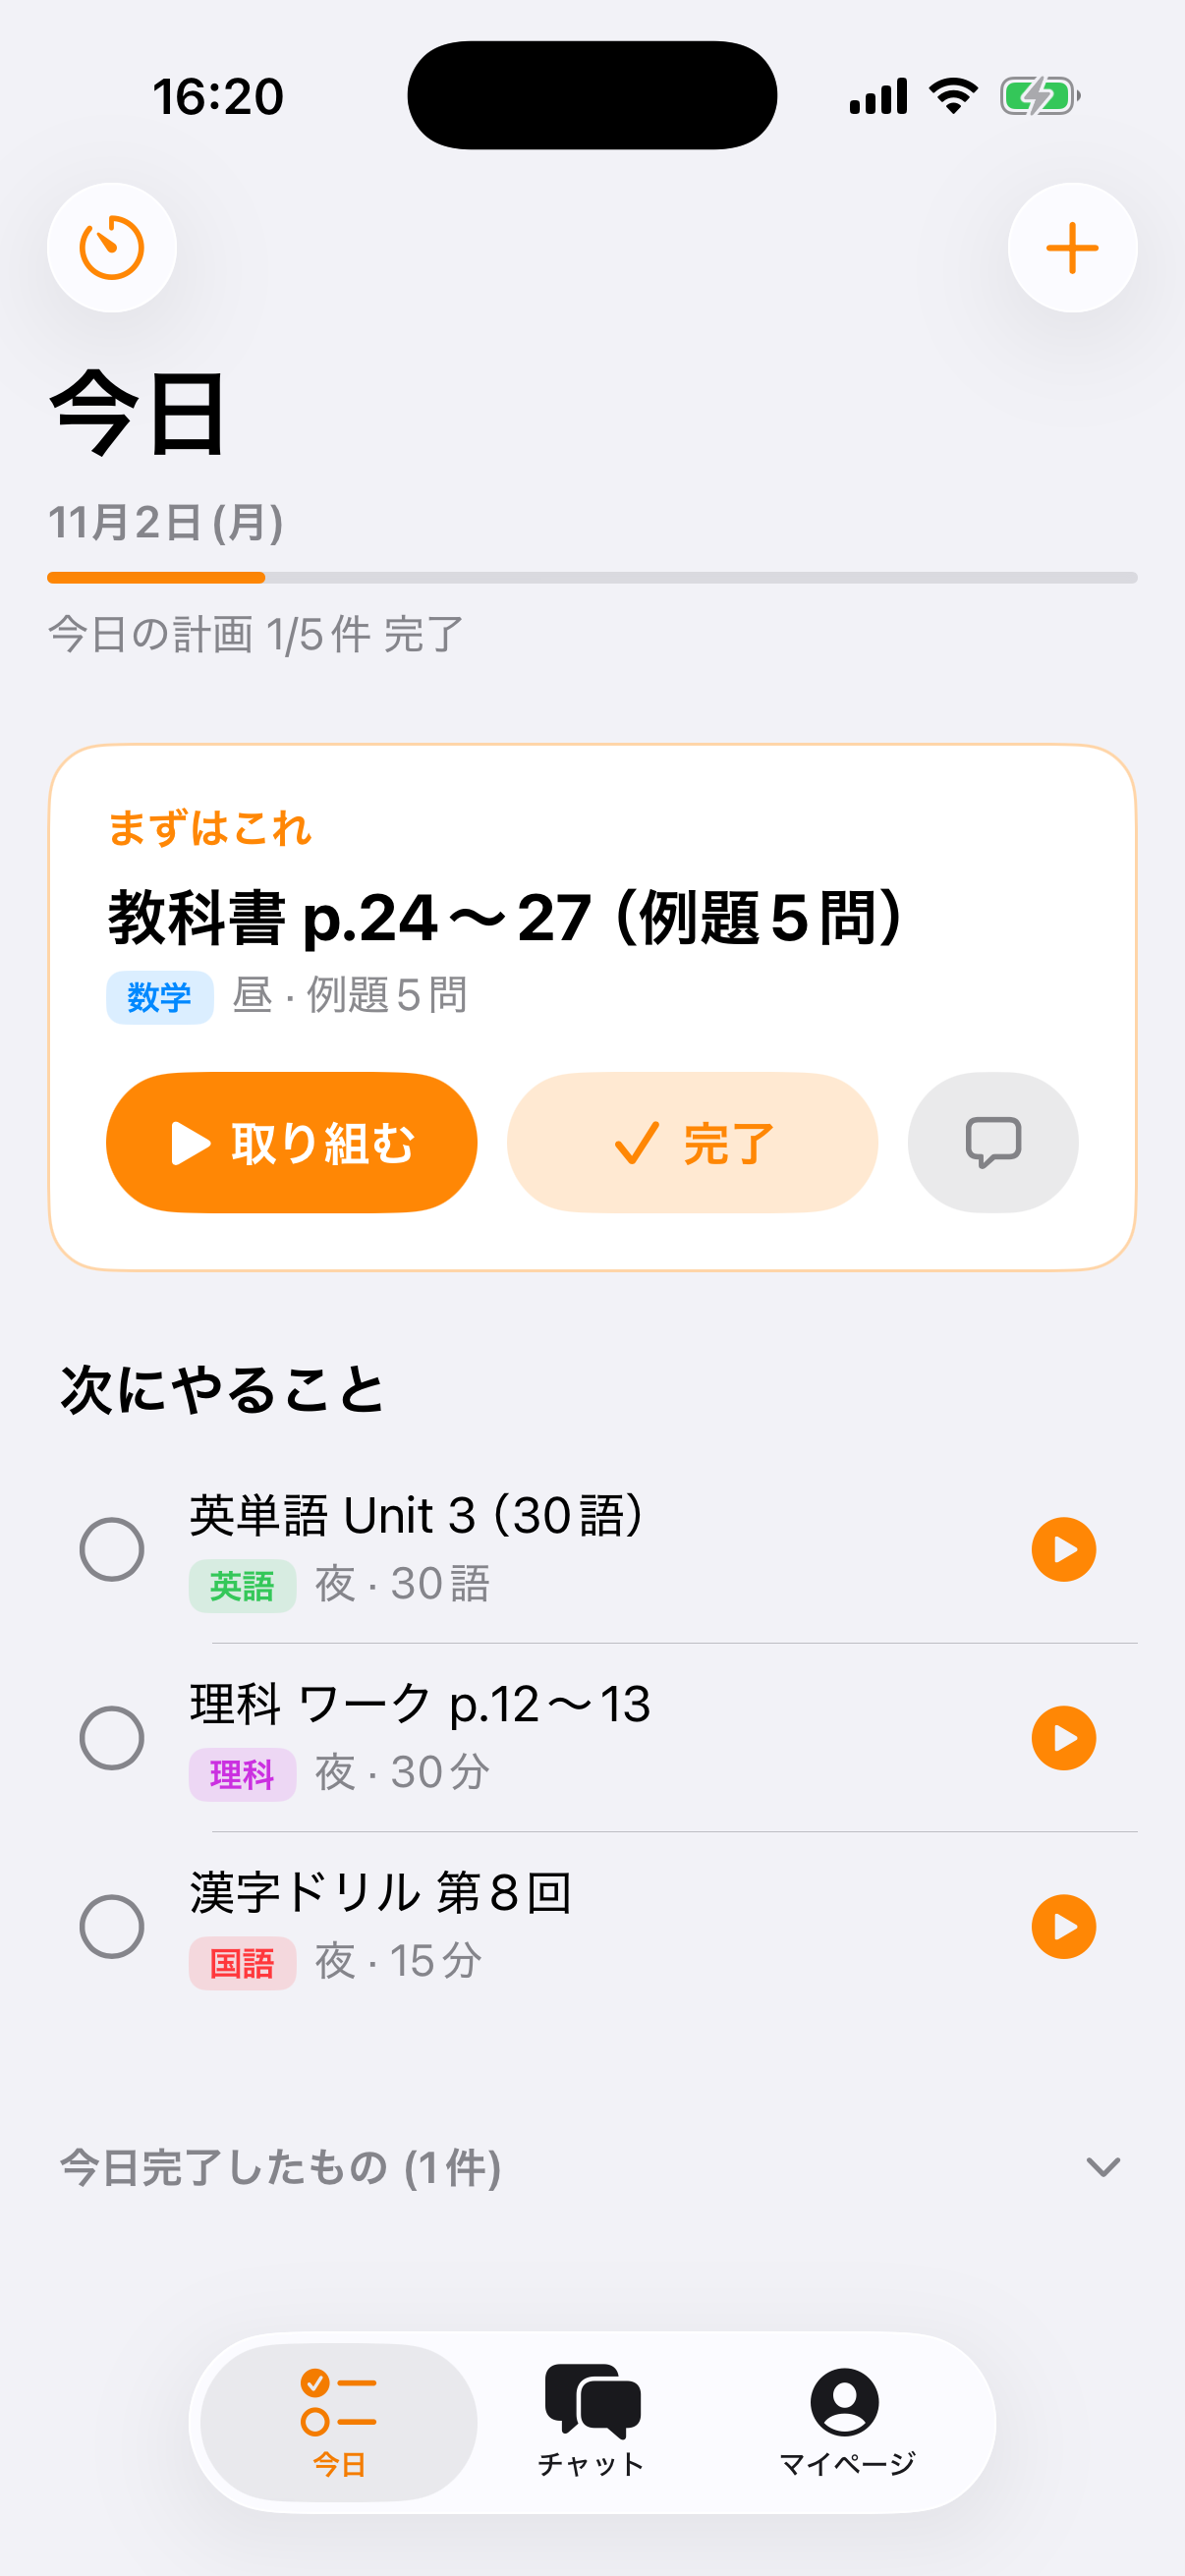 16:20
今日
11月2日(月)
今日の計画 1/5件 完了
まずはこれ
教科書 p.24〜27（例題5問）
数学 昼 · 例題5問
取り組む 完了
次にやること
英単語 Unit 3（30語）
英語 夜 · 30語
理科 ワーク p.12〜13
理科 夜 · 30分
漢字ドリル 第8回
国語 夜 · 15分
今日完了したもの (1件)
今日 チャット マイページ